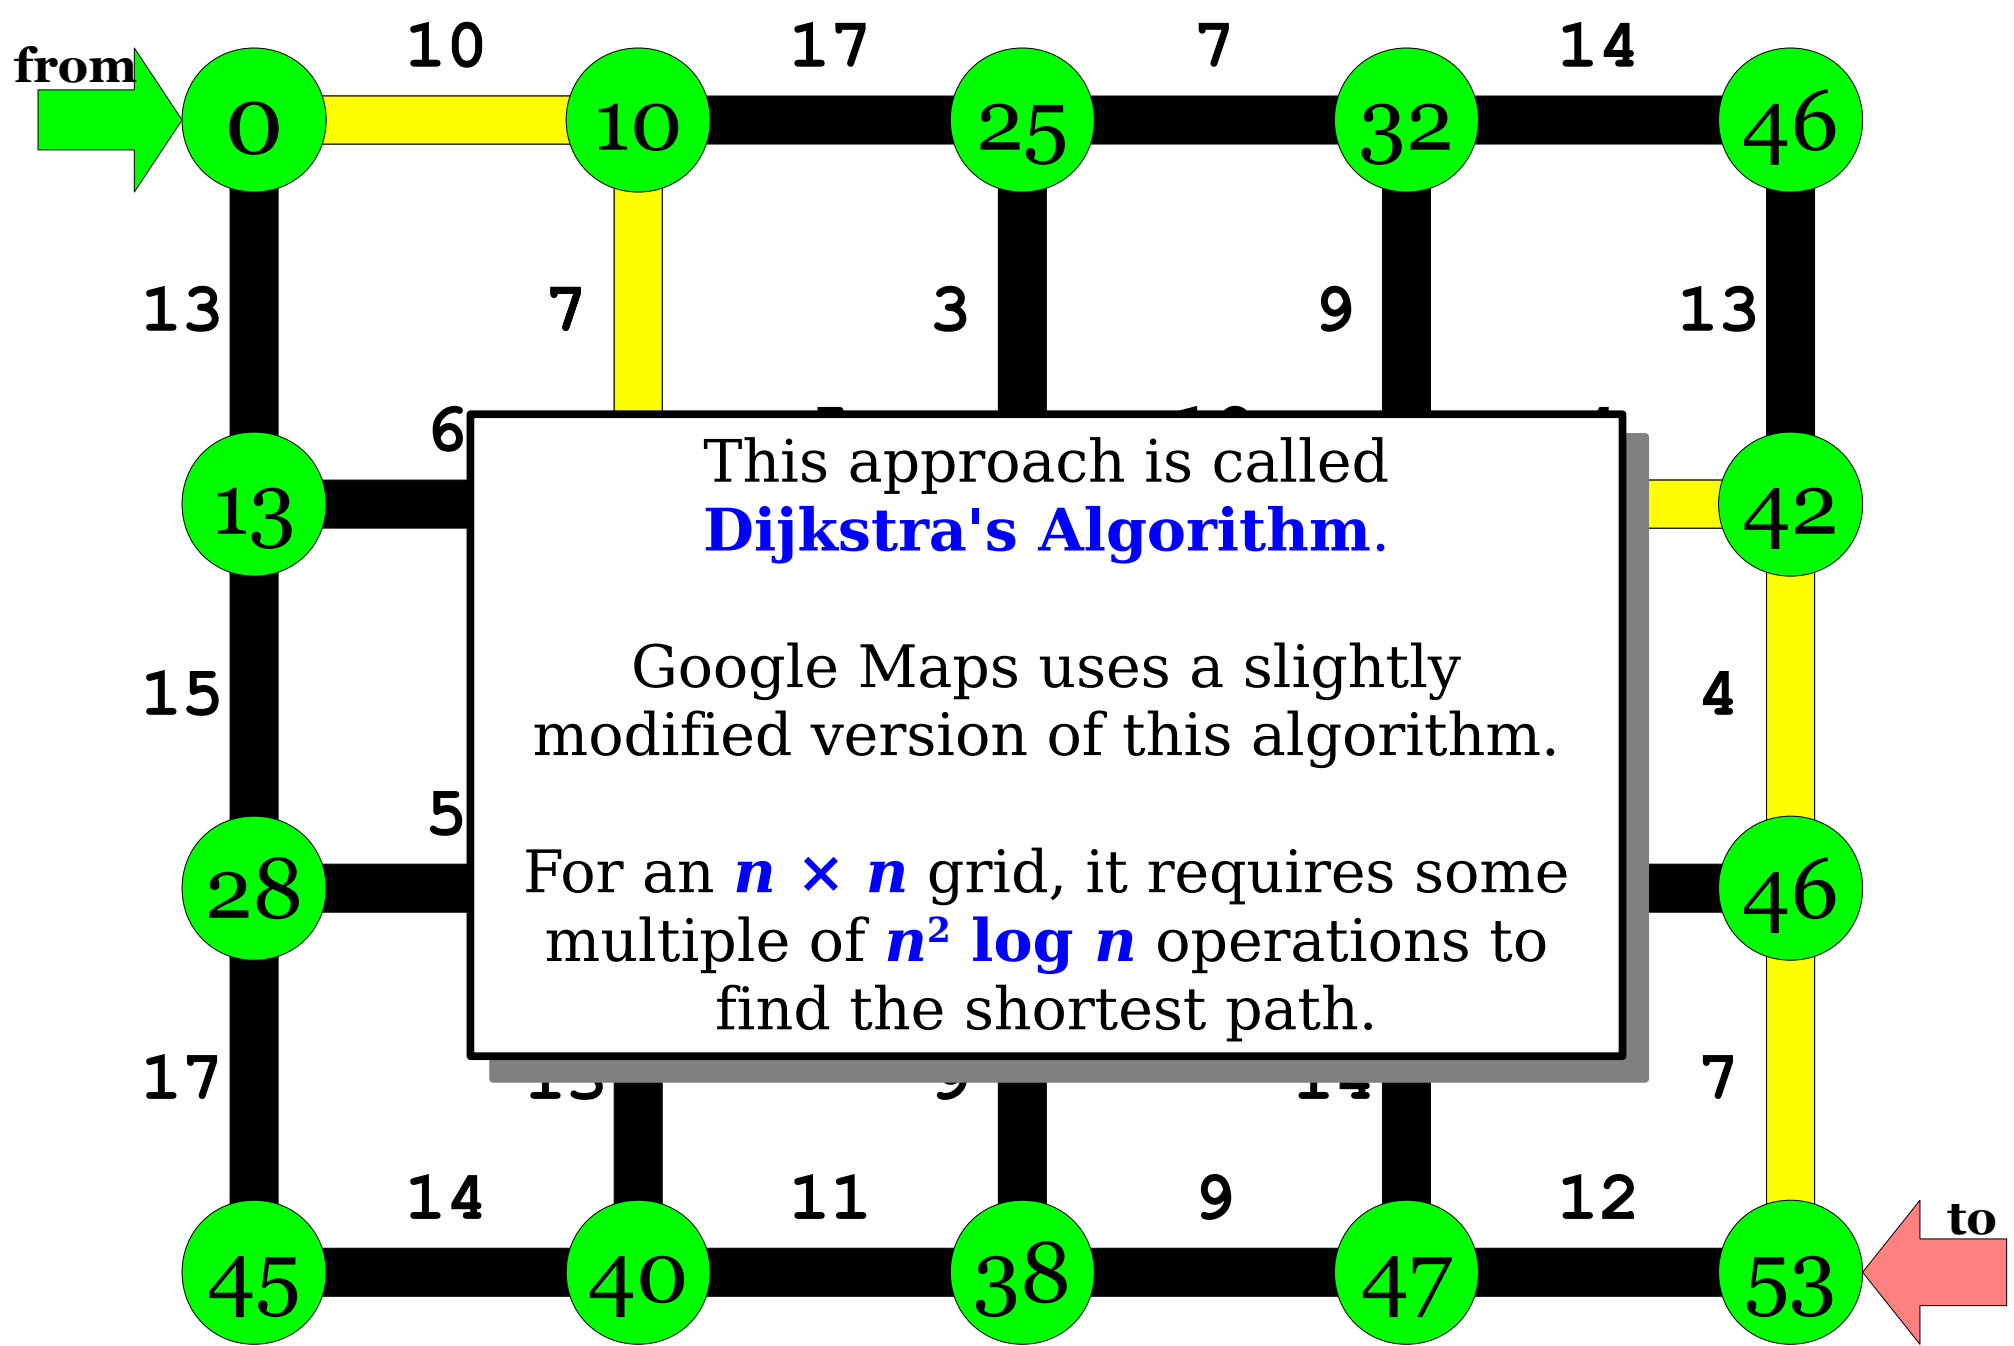 10 17 7 14
from
0 10 25 32 46
13 7 3 9 13
6
13 42
This approach is called
Dijkstra's Algorithm.
Google Maps uses a slightly
modified version of this algorithm.
For an n × n grid, it requires some
multiple of n² log n operations to
find the shortest path.
15 4
5
28 46
17 7
14 11 9 12
to
45 40 38 47 53